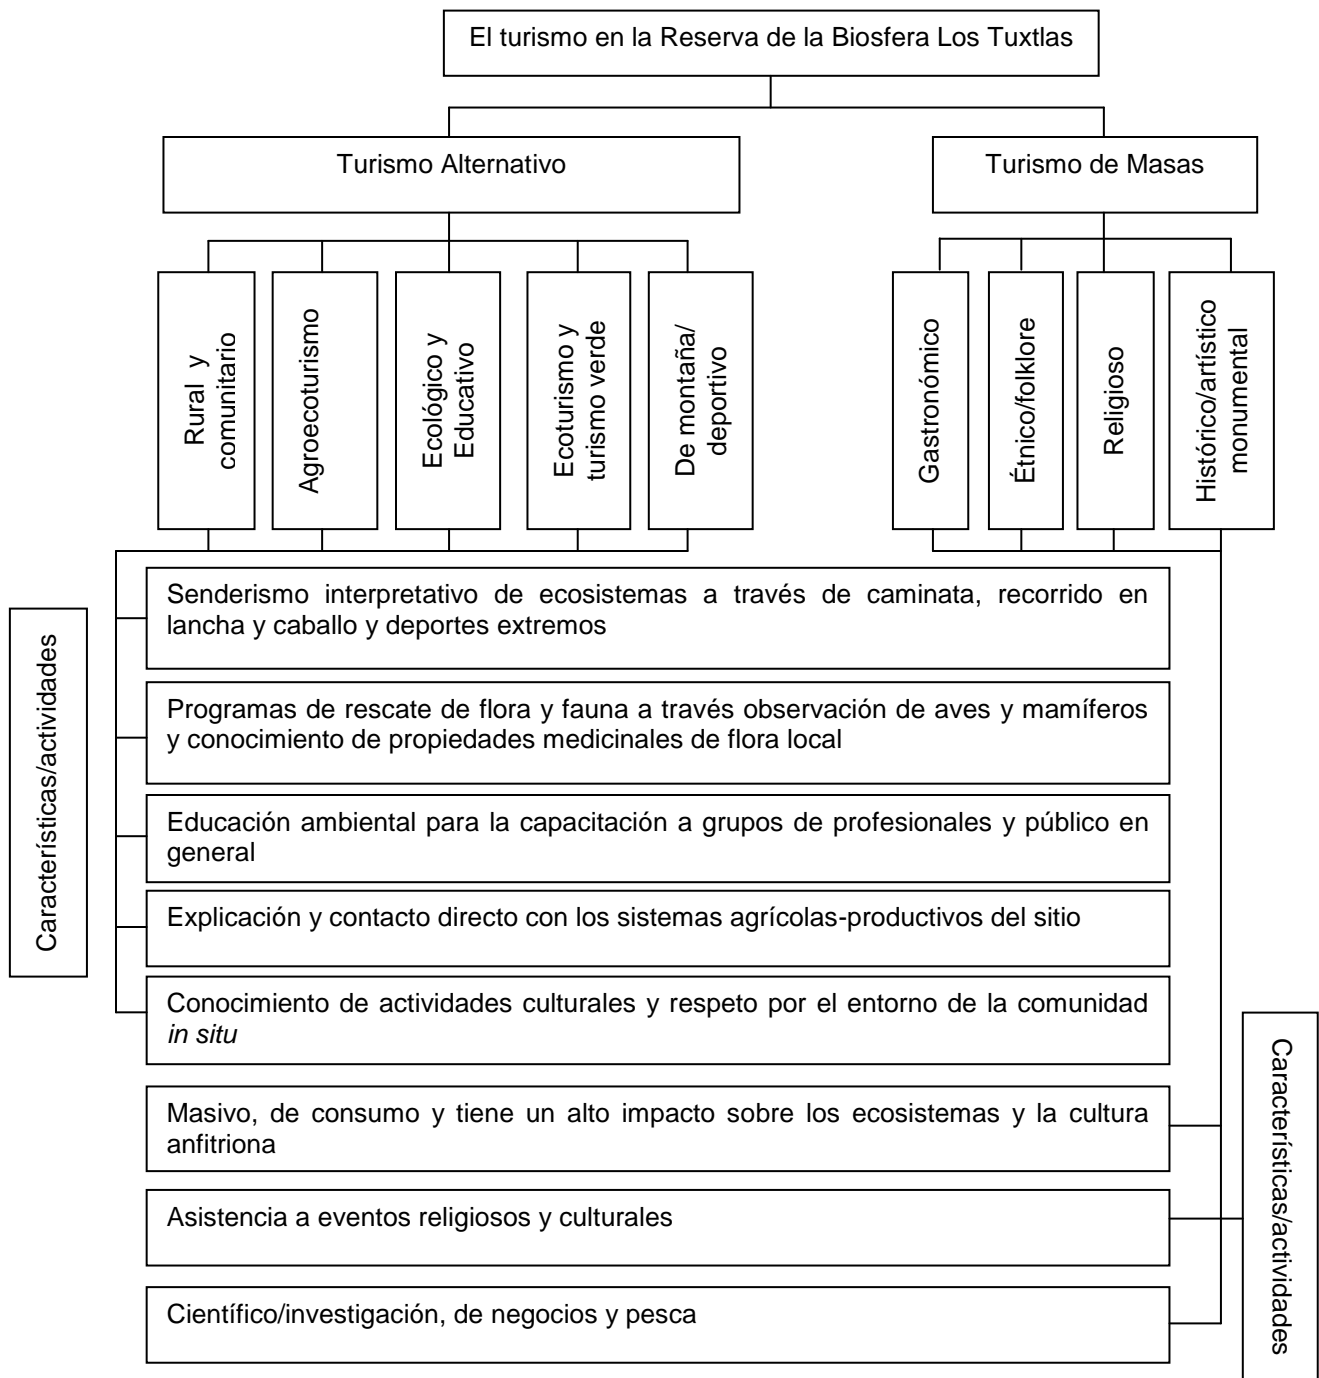 El turismo en la Reserva de la Biosfera Los Tuxtlas
Turismo Alternativo
Turismo de Masas
Rural y
comunitario
Agroecoturismo
Ecológico y
Educativo
Ecoturismo y
turismo verde
De montaña/
deportivo
Gastronómico
Étnico/folklore
Religioso
Histórico/artístico
monumental
Características/actividades
Senderismo interpretativo de ecosistemas a través de caminata, recorrido en
lancha y caballo y deportes extremos
Programas de rescate de flora y fauna a través observación de aves y mamíferos
y conocimiento de propiedades medicinales de flora local
Educación ambiental para la capacitación a grupos de profesionales y público en
general
Explicación y contacto directo con los sistemas agrícolas-productivos del sitio
Conocimiento de actividades culturales y respeto por el entorno de la comunidad
in situ
Masivo, de consumo y tiene un alto impacto sobre los ecosistemas y la cultura
anfitriona
Asistencia a eventos religiosos y culturales
Científico/investigación, de negocios y pesca
Características/actividades